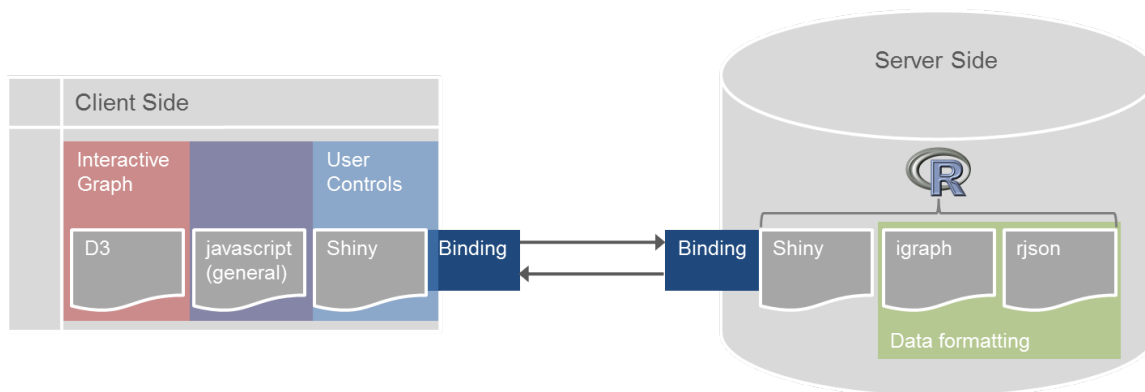 Server Side
Client Side
Interactive
Graph
User
Controls
D3
javascript
(general)
Shiny
Binding
Binding
Shiny
igraph
rjson
Data formatting
R